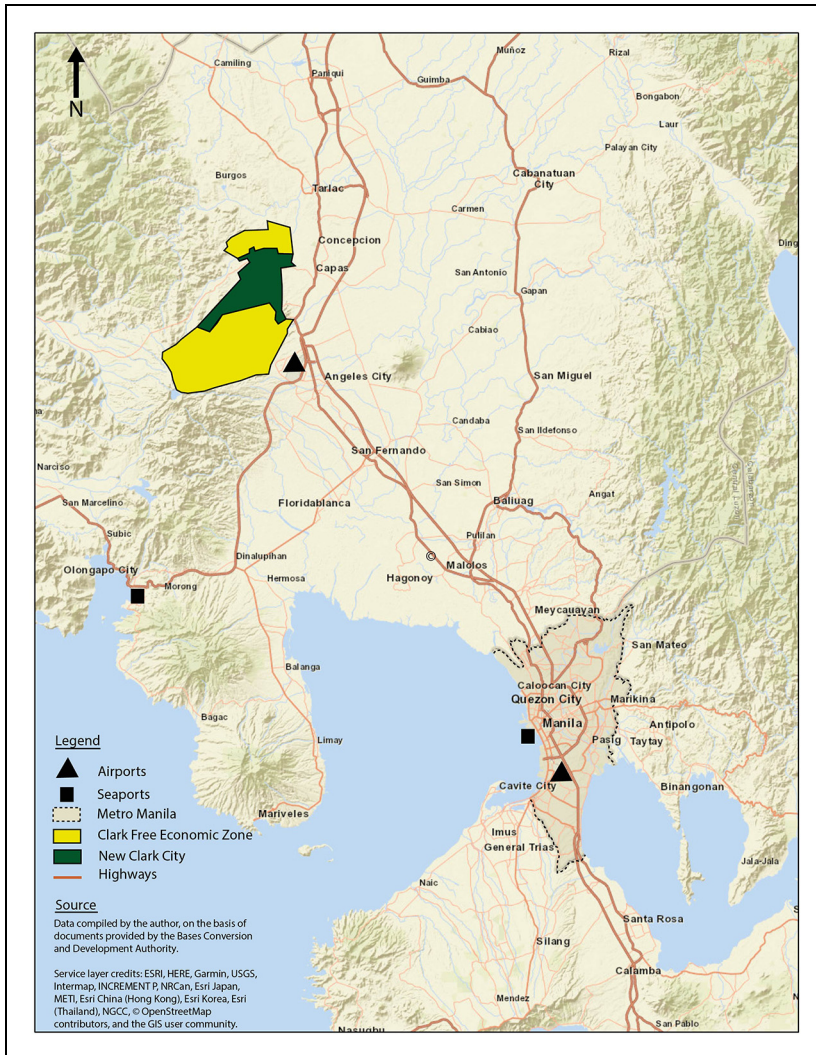 Camiling
Paniqui
Guimba
Muñoz
Rizal
N
Bongabon
Laur
Palayan City
Burgos
Tarlac
Cabanatuan
City
Carmen
Concepcion
Capas
San Antonio
Ding
Gapan
Cabiao
Angeles City
San Miguel
Candaba
San Ildefonso
San Fernando
Narciso
San Simon
San Marcelino
Floridablanca
Baliuag
Angat
Subic
Pulilan
Dinalupihan
Olongapo City
Morong
Hermosa
©
Hagonoy
Malolos
Meycauayan
San Mateo
Balanga
Caloocan City
Quezon City
Marikina
Bagac
Manila
Antipolo
Limay
Pasig
Taytay
Legend
Airports
Cavite City
Binangonan
Seaports
Metro Manila
Mariveles
Clark Free Economic Zone
Imus
General Trias
New Clark City
Jala-Jala
Highways
Naic
Source
Santa Rosa
Data compiled by the author, on the basis of
documents provided by the Bases Conversion
and Development Authority.
Silang
Calamba
Service layer credits: ESRI, HERE, Garmin, USGS,
Intermap, INCREMENT P, NRCan, Esri Japan,
METI, Esri China (Hong Kong), Esri Korea, Esri
(Thailand), NGCC, © OpenStreetMap
contributors, and the GIS user community.
Mendez
Nasugbu
San Pablo